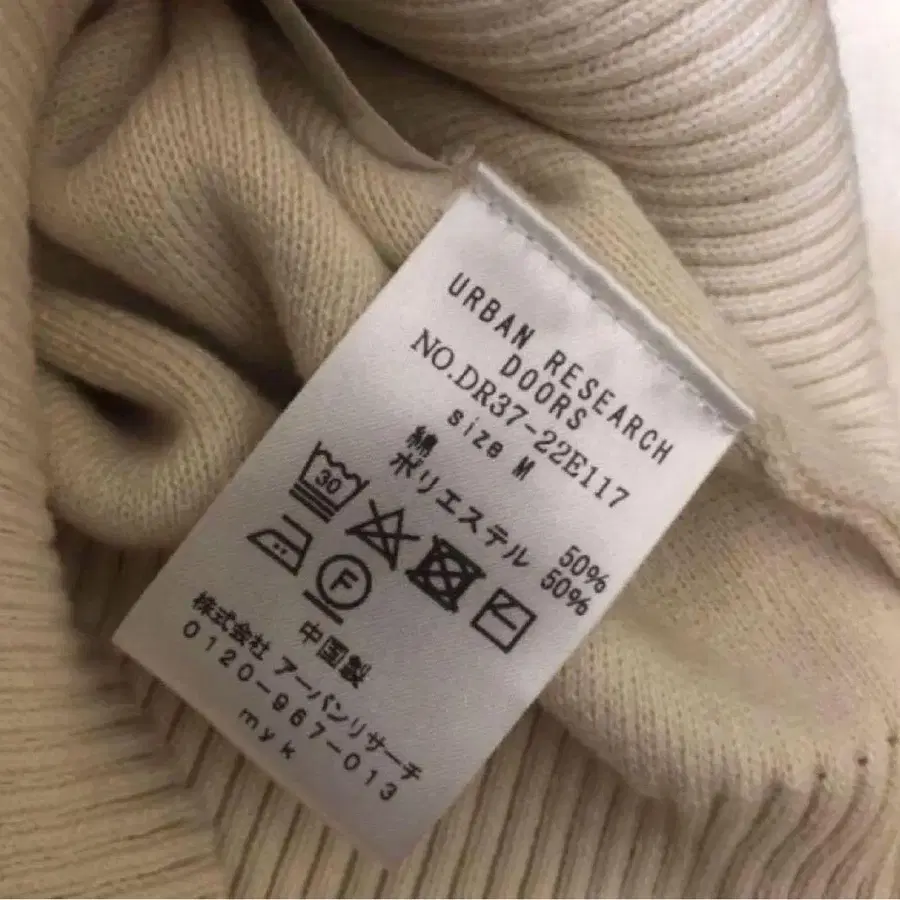 URBAN RESEARCH
DOORS
NO.DR37-22E117
size M
綿 50%
ポリエステル 50%
30
F
中国製
株式会社 アーバンリサーチ
0120-967-013
myk